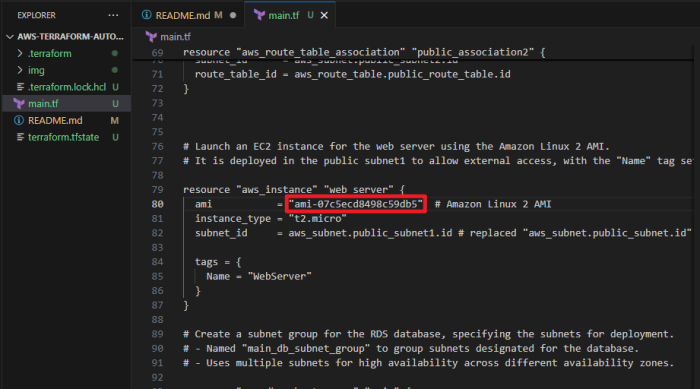 EXPLORER
AWS-TERRAFORM-AUTO...
.terraform
img
.terraform.lock.hcl U
main.tf U
README.md M
terraform.tfstate U
README.md M
main.tf U
main.tf
69 resource "aws_route_table_association" "public_association2" {
70 subnet_id = aws_subnet.public_subnet2.id
71 route_table_id = aws_route_table.public_route_table.id
72 }
73
74
75
76 # Launch an EC2 instance for the web server using the Amazon Linux 2 AMI.
77 # It is deployed in the public subnet1 to allow external access, with the "Name" tag se
78
79 resource "aws_instance" "web_server" {
80 ami = "ami-07c5ecd8498c59db5" # Amazon Linux 2 AMI
81 instance_type = "t2.micro"
82 subnet_id = aws_subnet.public_subnet1.id # replaced "aws_subnet.public_subnet.id"
83
84 tags = {
85 Name = "WebServer"
86 }
87 }
88
89 # Create a subnet group for the RDS database, specifying the subnets for deployment.
90 # - Named "main_db_subnet_group" to group subnets designated for the database.
91 # - Uses multiple subnets for high availability across different availability zones.
92